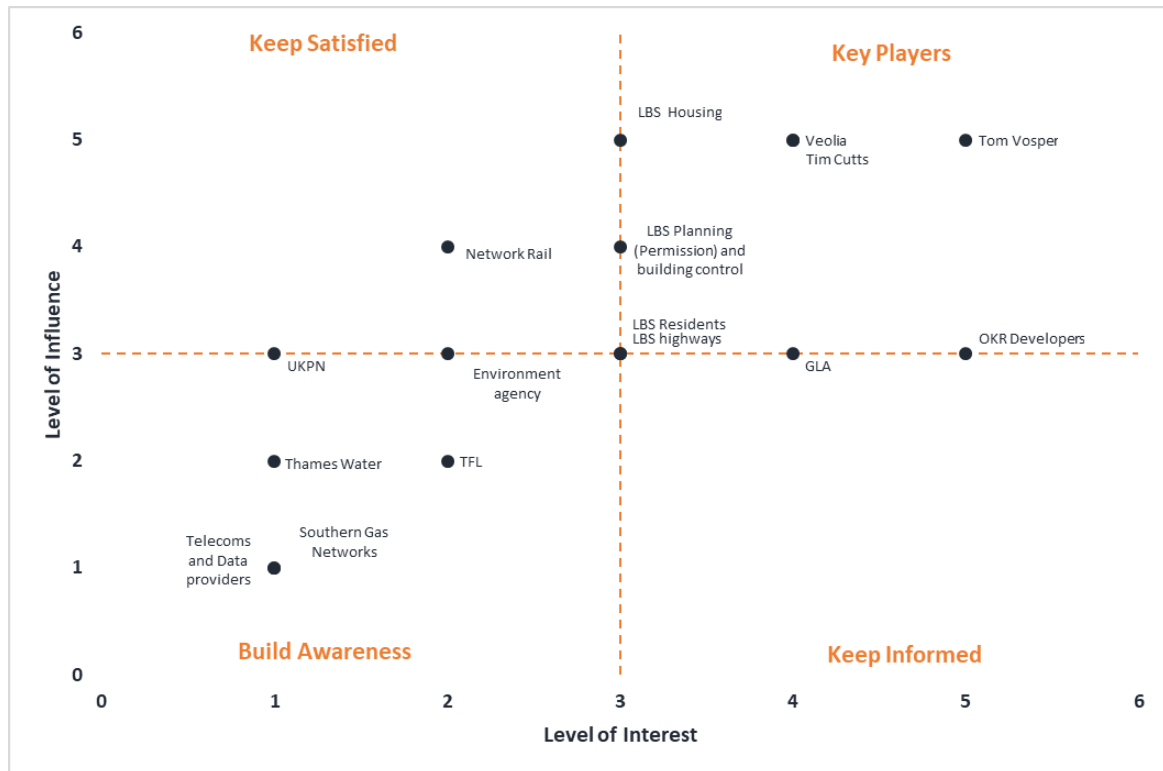 6
Keep Satisfied
Key Players
LBS Housing
5
Veolia
Tim Cutts
Tom Vosper
4
Network Rail
LBS Planning
(Permission) and
building control
Level of Influence
3
LBS Residents
LBS highways
OKR Developers
UKPN
Environment
agency
GLA
2
Thames Water
TFL
Telecoms
and Data
providers
Southern Gas
Networks
1
Build Awareness
Keep Informed
0
0
1
2
3
4
5
6
Level of Interest